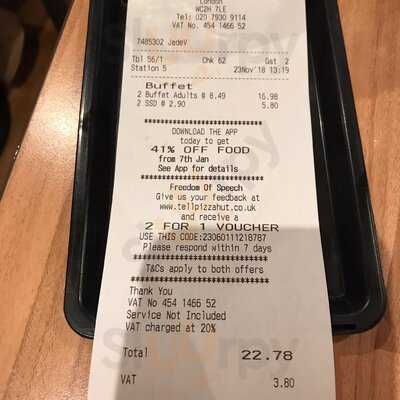 London
WC2H 7LE
Tel: 020 7930 9114
VAT No. 454 1466 52
7485302 JadeV
Tbl 56/1 Chk 62 Gst 2
Station 5 23Nov'18 13:19
Buffet
2 Buffet Adults @ 8.49 16.98
2 SSD @ 2.90 5.80
DOWNLOAD THE APP
today to get
41% OFF FOOD
from 7th Jan
See App for details
Freedom Of Speech
Give us your feedback at
www.tellpizzahut.co.uk
and receive a
2 FOR 1 VOUCHER
USE THIS CODE:23060111218787
Please respond within 7 days
T&Cs apply to both offers
Thank You
VAT No 454 1466 52
Service Not Included
VAT charged at 20%
Total 22.78
VAT 3.80